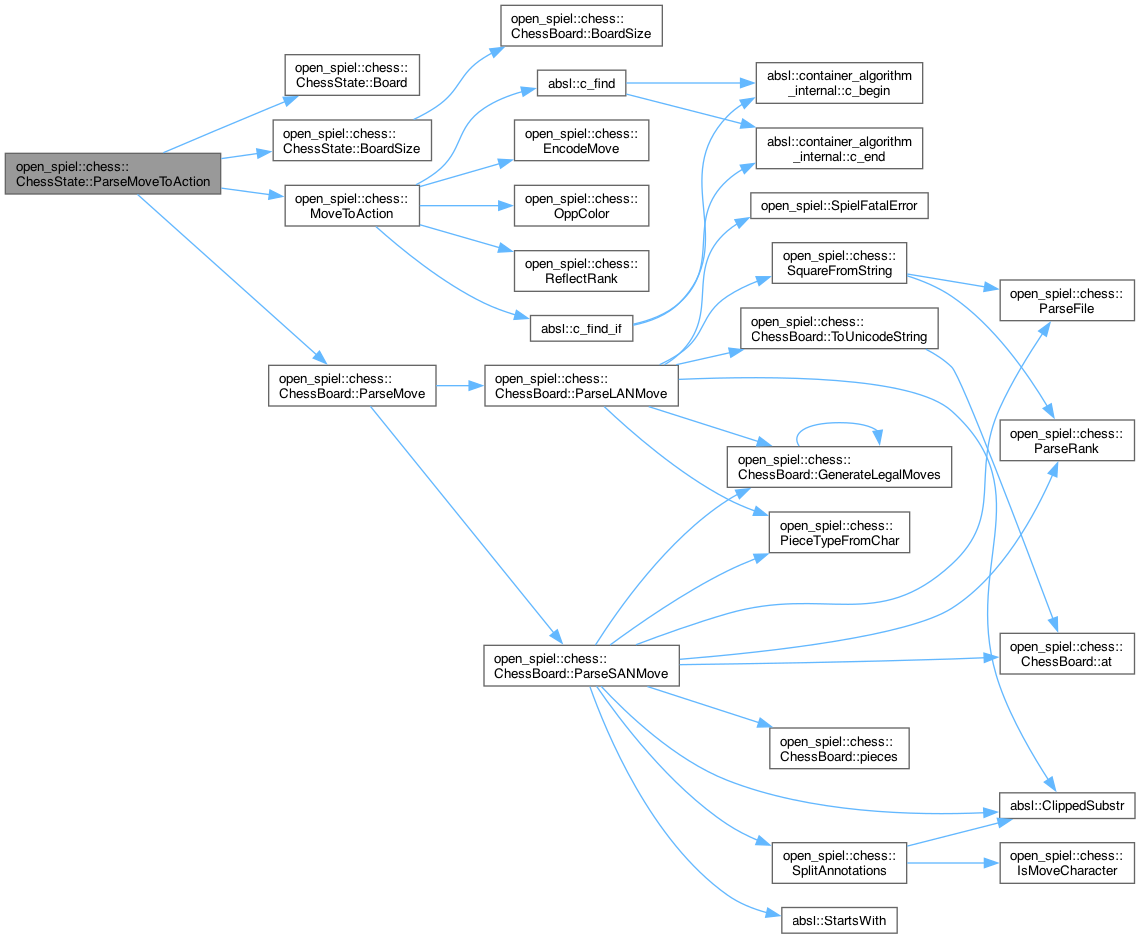 open_spiel::chess::
ChessState::ParseMoveToAction
open_spiel::chess::
ChessState::Board
open_spiel::chess::
ChessState::BoardSize
open_spiel::chess::
MoveToAction
open_spiel::chess::
ChessBoard::ParseMove
open_spiel::chess::
ChessBoard::BoardSize
absl::c_find
open_spiel::chess::
EncodeMove
open_spiel::chess::
OppColor
open_spiel::chess::
ReflectRank
absl::c_find_if
open_spiel::chess::
ChessBoard::ParseLANMove
open_spiel::chess::
ChessBoard::ParseSANMove
absl::container_algorithm
_internal::c_begin
absl::container_algorithm
_internal::c_end
open_spiel::SpielFatalError
open_spiel::chess::
SquareFromString
open_spiel::chess::
ChessBoard::ToUnicodeString
open_spiel::chess::
ChessBoard::GenerateLegalMoves
open_spiel::chess::
PieceTypeFromChar
open_spiel::chess::
ChessBoard::pieces
open_spiel::chess::
SplitAnnotations
absl::StartsWith
open_spiel::chess::
ParseFile
open_spiel::chess::
ParseRank
open_spiel::chess::
ChessBoard::at
absl::ClippedSubstr
open_spiel::chess::
IsMoveCharacter